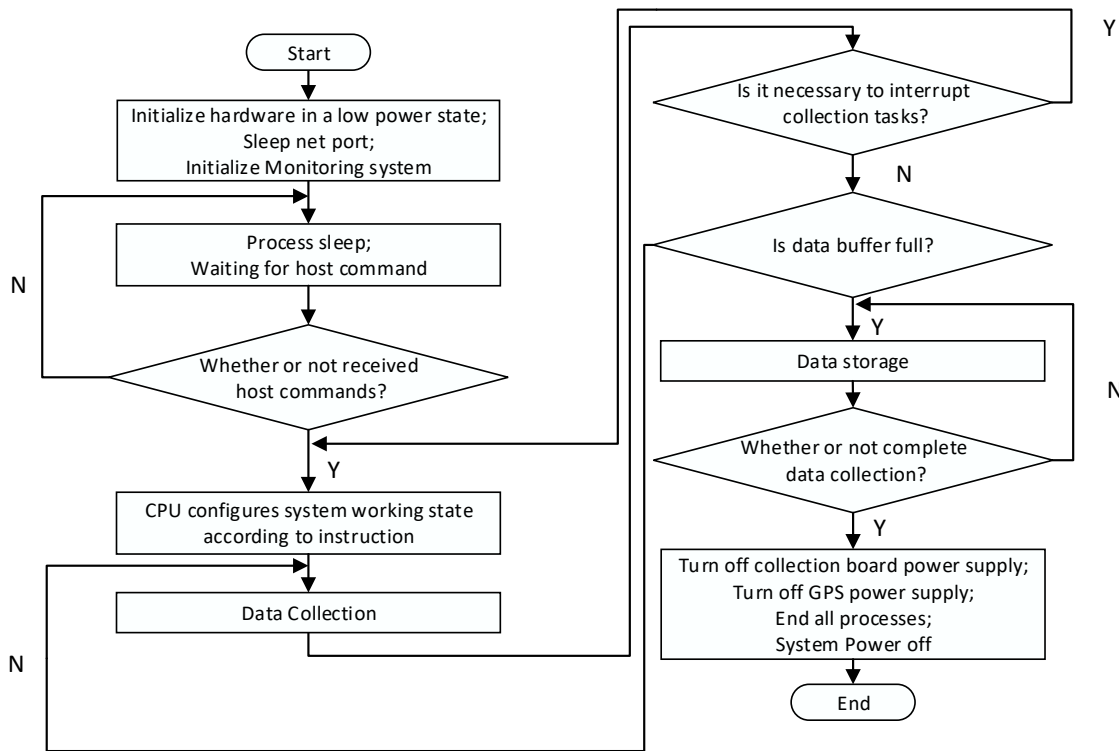 Start
Initialize hardware in a low power state;
Sleep net port;
Initialize Monitoring system
Process sleep;
Waiting for host command
N
Whether or not received
host commands?
Y
CPU configures system working state
according to instruction
Data Collection
N
Y
Is it necessary to interrupt
collection tasks?
N
Is data buffer full?
Y
Data storage
N
Whether or not complete
data collection?
Y
Turn off collection board power supply;
Turn off GPS power supply;
End all processes;
System Power off
End